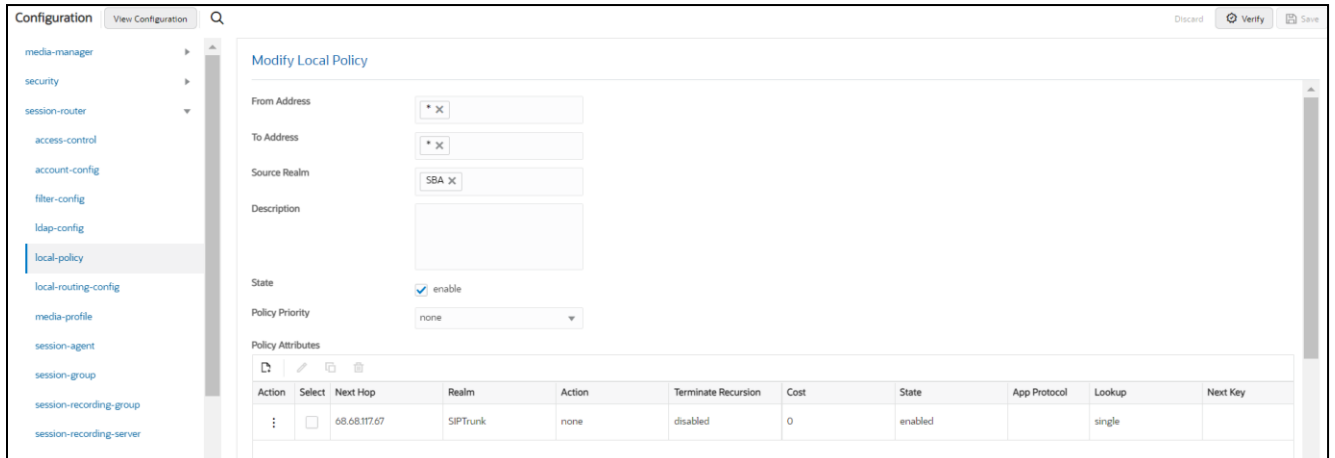 Configuration View Configuration Discard Verify Save
media-manager
security
session-router
access-control
account-config
filter-config
ldap-config
local-policy
local-routing-config
media-profile
session-agent
session-group
session-recording-group
session-recording-server
Modify Local Policy
From Address * X
To Address * X
Source Realm SBA X
Description
State enable
Policy Priority none
Policy Attributes
Action Select Next Hop Realm Action Terminate Recursion Cost State App Protocol Lookup Next Key
68.68.117.67 SIPTrunk none disabled 0 enabled single